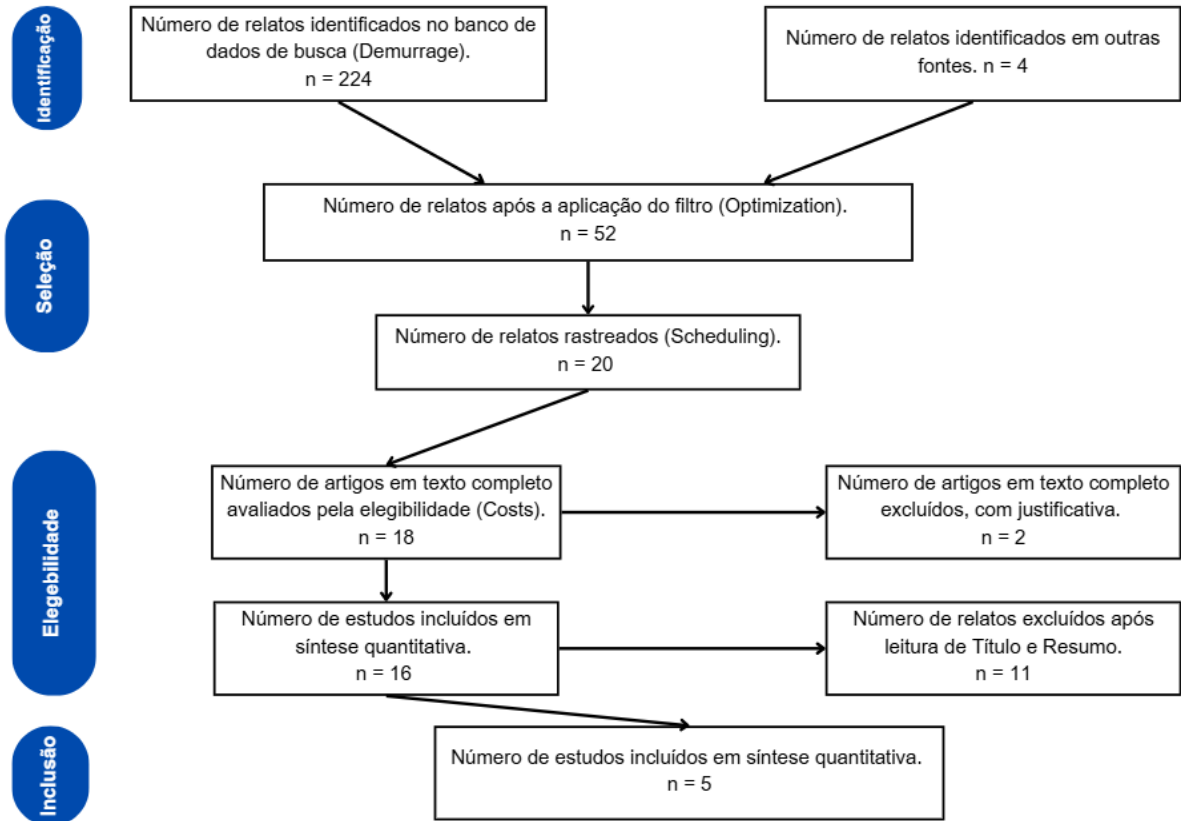 Identificação
Número de relatos identificados no banco de
dados de busca (Demurrage).
n = 224
Número de relatos identificados em outras
fontes. n = 4
Seleção
Número de relatos após a aplicação do filtro (Optimization).
n = 52
Número de relatos rastreados (Scheduling).
n = 20
Elegebilidade
Número de artigos em texto completo
avaliados pela elegibilidade (Costs).
n = 18
Número de artigos em texto completo
excluídos, com justificativa.
n = 2
Número de estudos incluídos em
síntese quantitativa.
n = 16
Número de relatos excluídos após
leitura de Título e Resumo.
n = 11
Inclusão
Número de estudos incluídos em síntese quantitativa.
n = 5